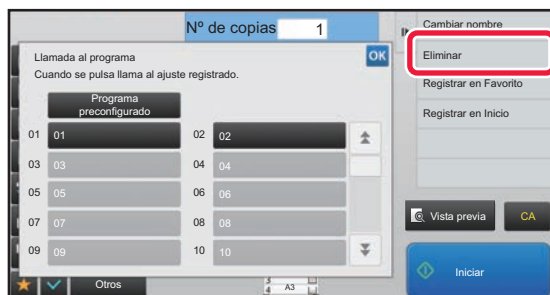 Nº de copias 1
Cambiar nombre
Llamada al programa
OK
Eliminar
Cuando se pulsa llama al ajuste registrado.
Registrar en Favorito
Programa
preconfigurado
Registrar en Inicio
01 01 02 02
03 03 04 04
05 05 06 06
07 07 08 08
Vista previa CA
09 09 10 10
Iniciar
Otros
3
4 A3